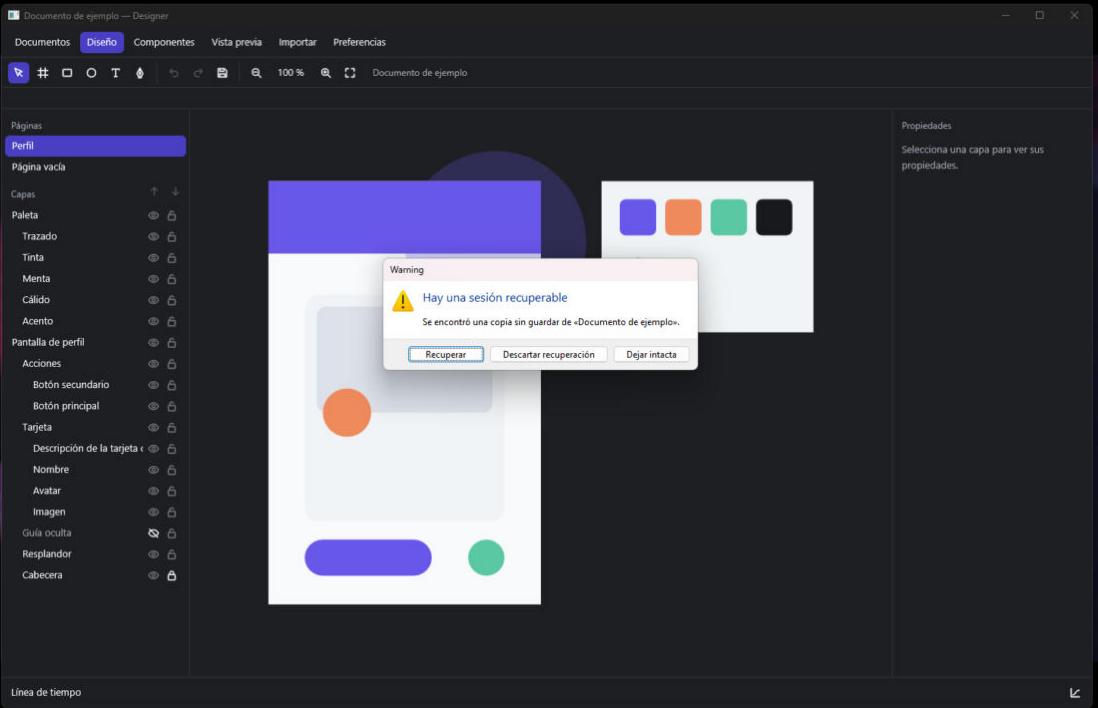 Documento de ejemplo — Designer
Documentos Diseño Componentes Vista previa Importar Preferencias
T 100 % Documento de ejemplo
Páginas
Perfil
Página vacía
Capas
Paleta
Trazado
Tinta
Menta
Cálido
Acento
Pantalla de perfil
Acciones
Botón secundario
Botón principal
Tarjeta
Descripción de la tarjeta
Nombre
Avatar
Imagen
Guía oculta
Resplandor
Cabecera
Warning
Hay una sesión recuperable
Se encontró una copia sin guardar de «Documento de ejemplo».
Recuperar Descartar recuperación Dejar intacta
Propiedades
Selecciona una capa para ver sus
propiedades.
Línea de tiempo